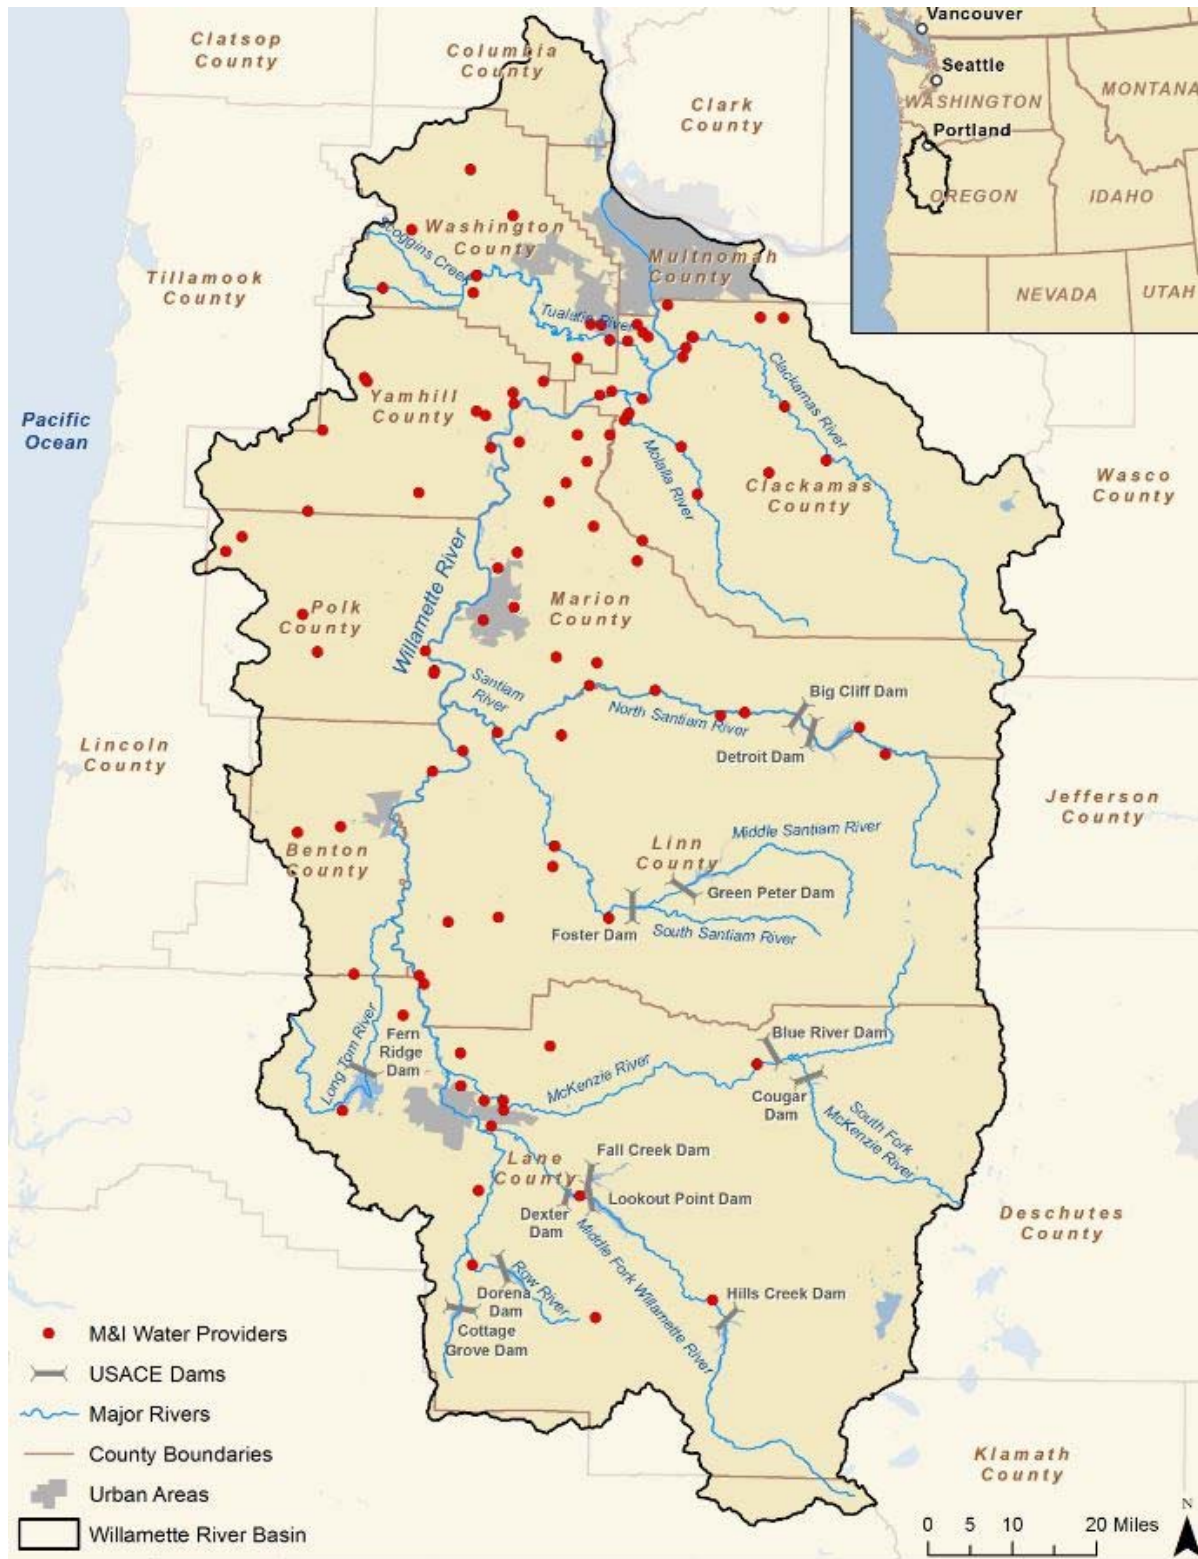 Clatsop
County
Columbia
County
Clark
County
Vancouver
Seattle
WASHINGTON
MONTANA
Portland
OREGON
IDAHO
NEVADA
UTAH
Scoggins Creek
Washington
County
Multnomah
County
Tillamook
County
Tualatin River
Clackamas River
Yamhill
County
Pacific
Ocean
Molalla River
Clackamas
County
Wasco
County
Willamette River
Polk
County
Marion
County
Santiam
River
North Santiam River
Big Cliff Dam
Detroit Dam
Lincoln
County
Jefferson
County
Benton
County
Linn
County
Middle Santiam River
Green Peter Dam
Foster Dam
South Santiam River
Long Tom River
Fern
Ridge
Dam
McKenzie River
Blue River Dam
Cougar
Dam
South Fork
McKenzie River
Lane
County
Fall Creek Dam
Lookout Point Dam
Dexter
Dam
Middle Fork Willamette River
Deschutes
County
Row River
Dorena
Dam
Cottage
Grove Dam
Hills Creek Dam
Klamath
County
M&I Water Providers
USACE Dams
Major Rivers
County Boundaries
Urban Areas
Willamette River Basin
N
0 5 10 20 Miles